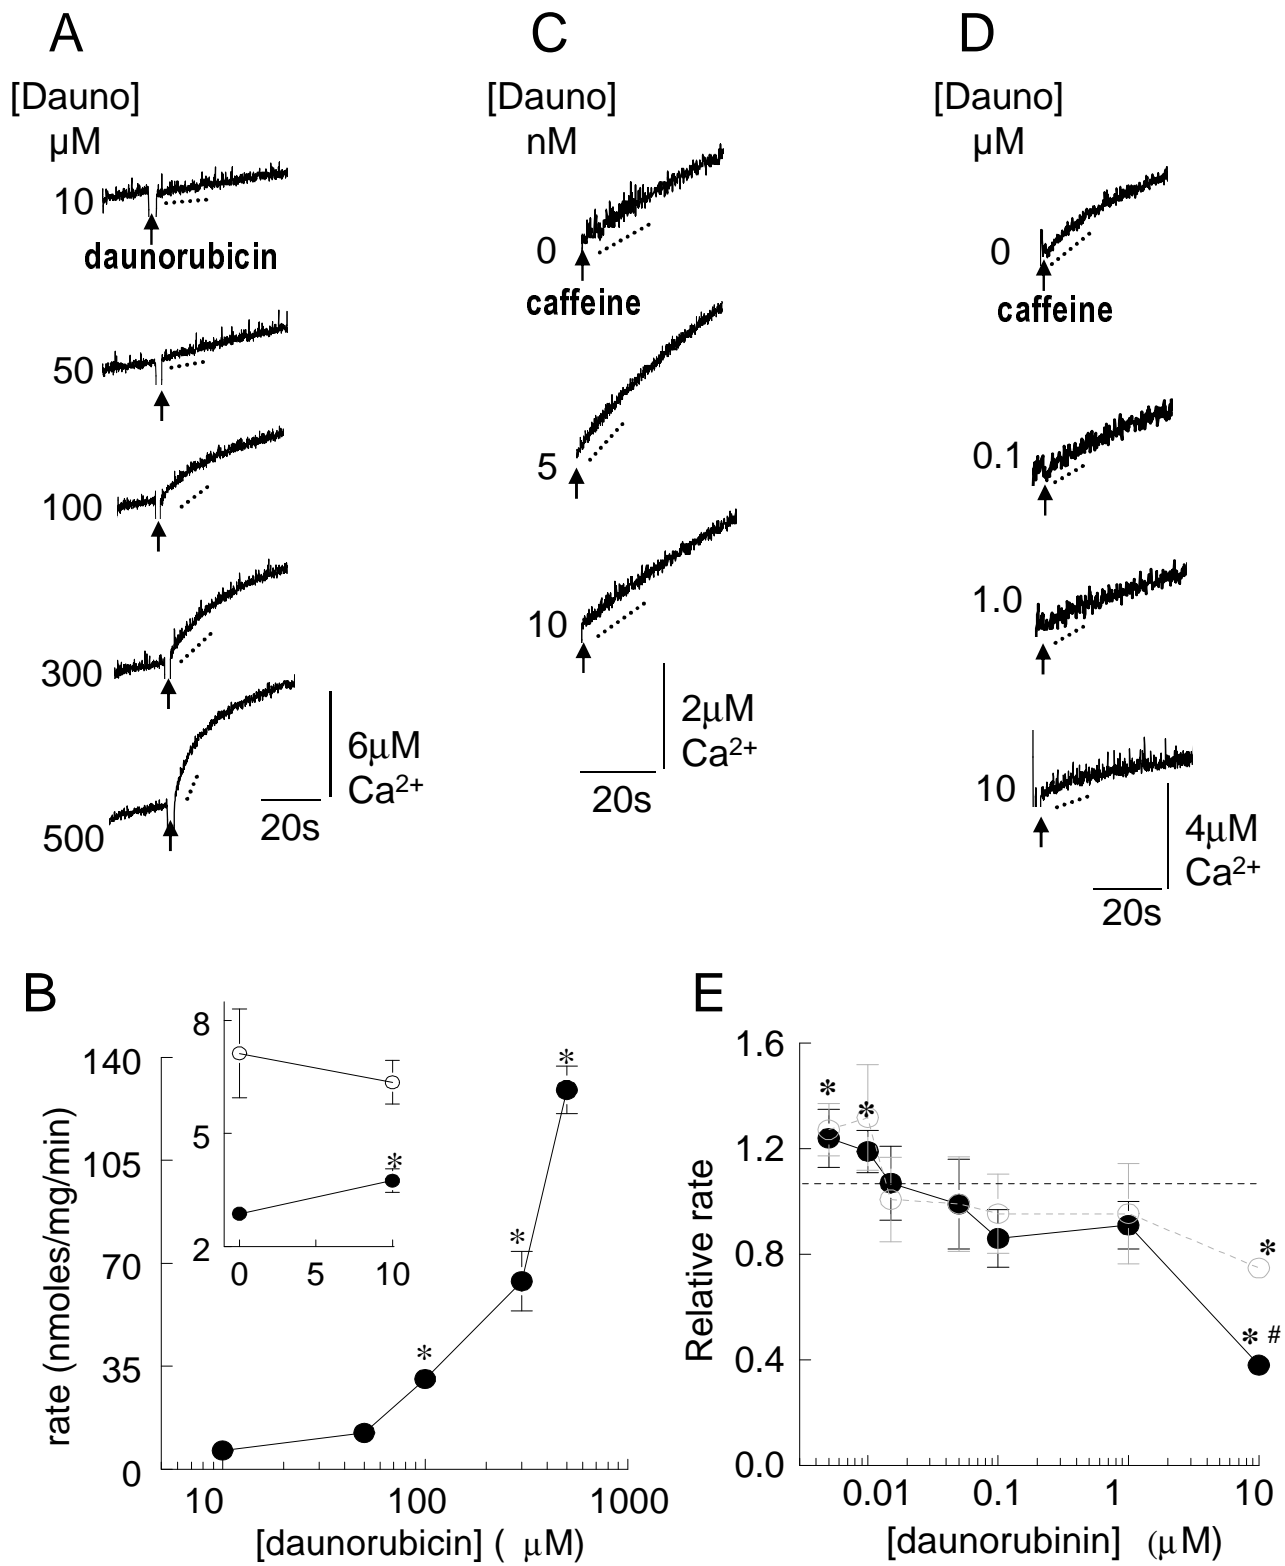 A
[Dauno]
µM
10
daunorubicin
50
100
300
500
6µM
Ca2+
20s
C
[Dauno]
nM
0
caffeine
5
10
2µM
Ca2+
20s
D
[Dauno]
µM
0
caffeine
0.1
1.0
10
4µM
Ca2+
20s
B
rate (nmoles/mg/min)
140
105
70
35
0
10
100
1000
[daunorubicin] ( µM)
8
5
2
0
5
10
*
*
*
*
E
Relative rate
1.6
1.2
0.8
0.4
0.0
0.01
0.1
1
10
[daunorubinin] (µM)
*
*
*
* #